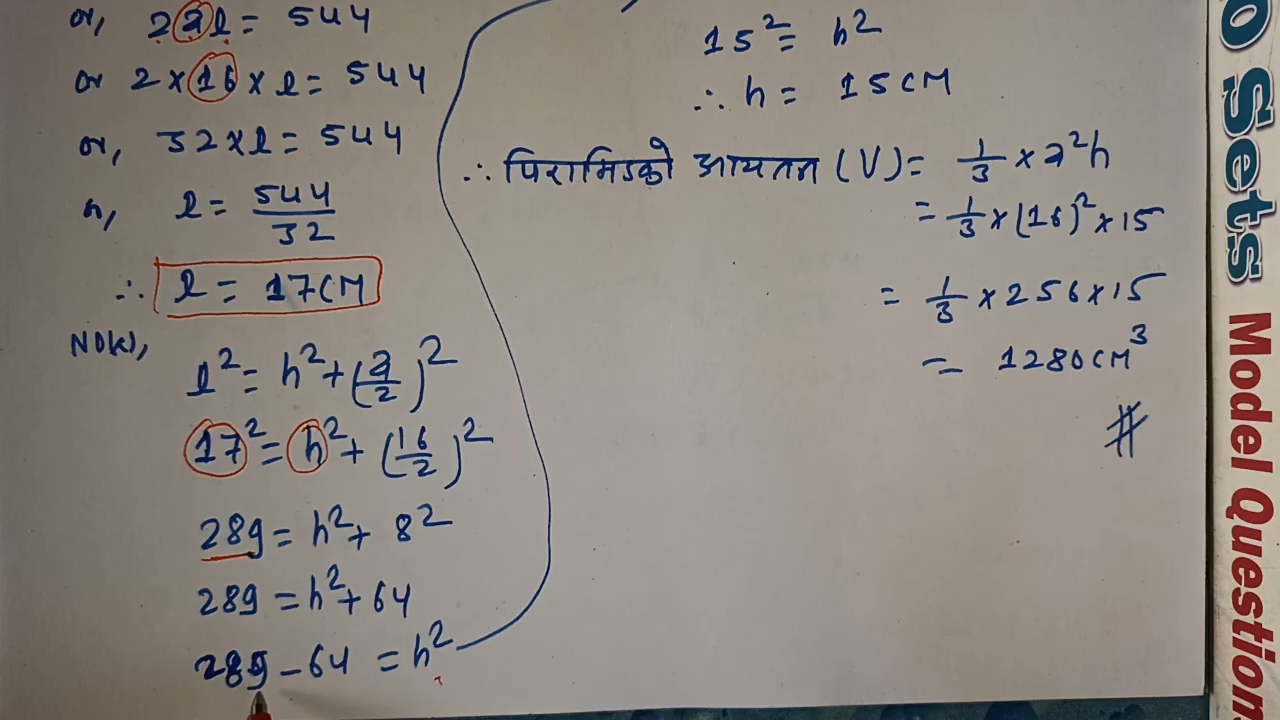 or, 2al = 544
or 2 × 16 × l = 544
or, 32 × l = 544
or, l = 544/32
∴ l = 17CM
NOW,
l² = h² + (a/2)²
17² = h² + (16/2)²
289 = h² + 8²
289 = h² + 64
289 - 64 = h²
15² = h²
∴ h = 15CM
∴ पिरामिडको आयतन (V) = 1/3 × a²h
= 1/3 × (16)² × 15
= 1/3 × 256 × 15
= 1280CM³
#
0 Sets Model Question